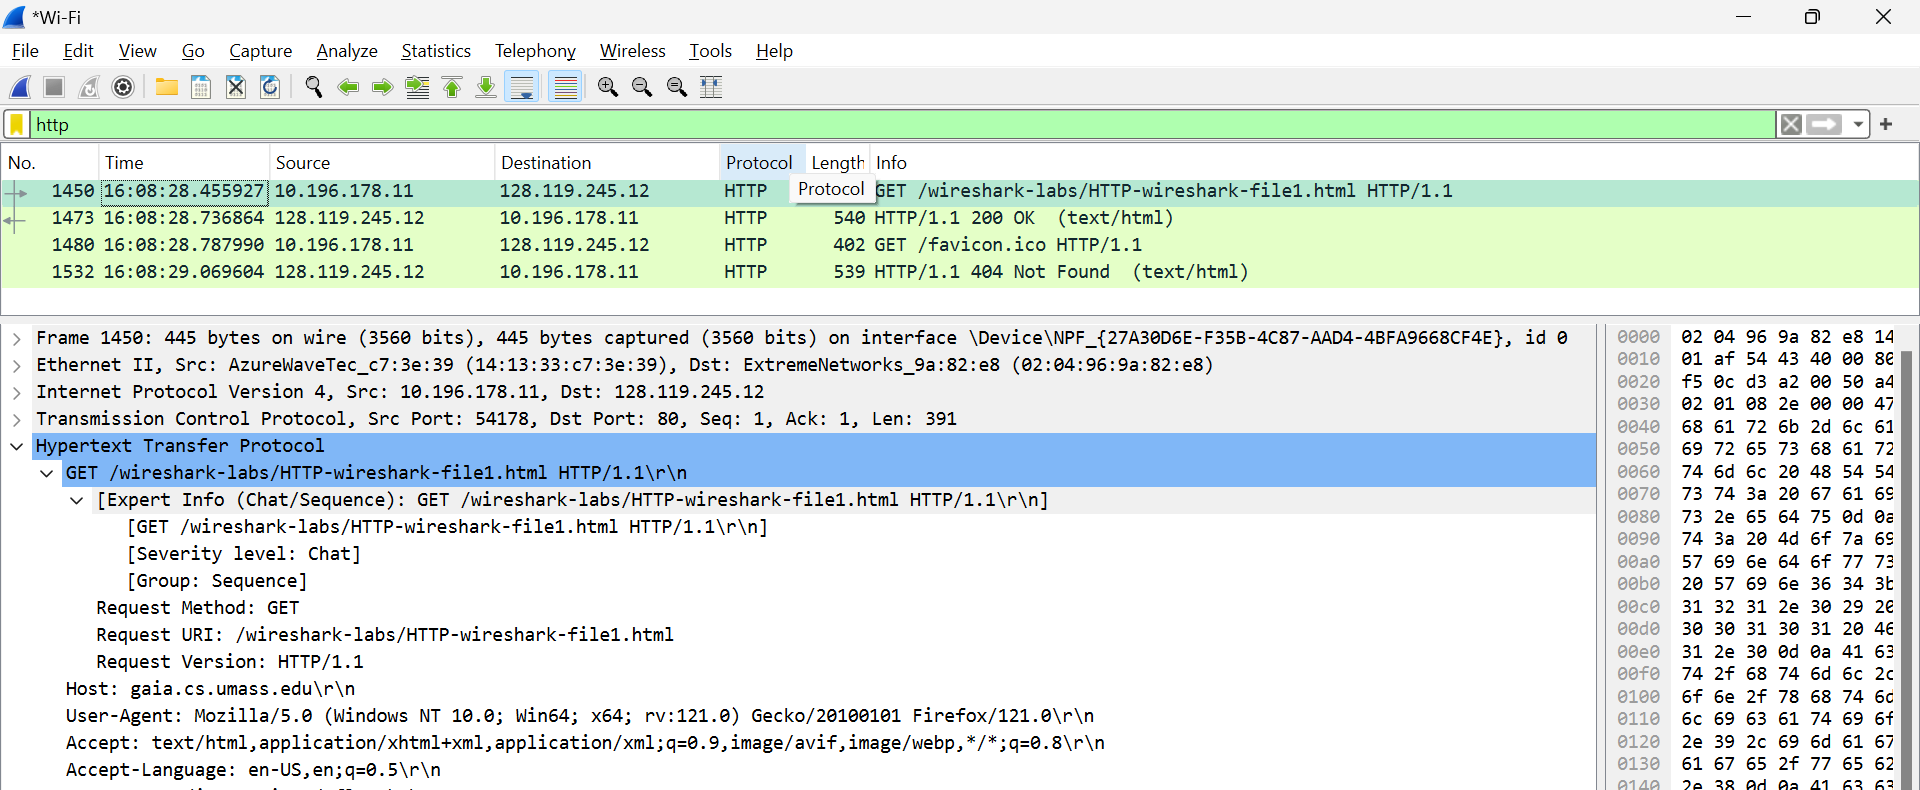 *Wi-Fi
File Edit View Go Capture Analyze Statistics Telephony Wireless Tools Help
http
No. Time Source Destination Protocol Length Info
1450 16:08:28.455927 10.196.178.11 128.119.245.12 HTTP GET /wireshark-labs/HTTP-wireshark-file1.html HTTP/1.1
Protocol
1473 16:08:28.736864 128.119.245.12 10.196.178.11 HTTP 540 HTTP/1.1 200 OK (text/html)
1480 16:08:28.787990 10.196.178.11 128.119.245.12 HTTP 402 GET /favicon.ico HTTP/1.1
1532 16:08:29.069604 128.119.245.12 10.196.178.11 HTTP 539 HTTP/1.1 404 Not Found (text/html)
Frame 1450: 445 bytes on wire (3560 bits), 445 bytes captured (3560 bits) on interface \Device\NPF_{27A30D6E-F35B-4C87-AAD4-4BFA9668CF4E}, id 0
Ethernet II, Src: AzureWaveTec_c7:3e:39 (14:13:33:c7:3e:39), Dst: ExtremeNetworks_9a:82:e8 (02:04:96:9a:82:e8)
Internet Protocol Version 4, Src: 10.196.178.11, Dst: 128.119.245.12
Transmission Control Protocol, Src Port: 54178, Dst Port: 80, Seq: 1, Ack: 1, Len: 391
Hypertext Transfer Protocol
GET /wireshark-labs/HTTP-wireshark-file1.html HTTP/1.1\r\n
[Expert Info (Chat/Sequence): GET /wireshark-labs/HTTP-wireshark-file1.html HTTP/1.1\r\n]
[GET /wireshark-labs/HTTP-wireshark-file1.html HTTP/1.1\r\n]
[Severity level: Chat]
[Group: Sequence]
Request Method: GET
Request URI: /wireshark-labs/HTTP-wireshark-file1.html
Request Version: HTTP/1.1
Host: gaia.cs.umass.edu\r\n
User-Agent: Mozilla/5.0 (Windows NT 10.0; Win64; x64; rv:121.0) Gecko/20100101 Firefox/121.0\r\n
Accept: text/html,application/xhtml+xml,application/xml;q=0.9,image/avif,image/webp,*/*;q=0.8\r\n
Accept-Language: en-US,en;q=0.5\r\n
0000 02 04 96 9a 82 e8 14
0010 01 af 54 43 40 00 80
0020 f5 0c d3 a2 00 50 a4
0030 02 01 08 2e 00 00 47
0040 68 61 72 6b 2d 6c 61
0050 69 72 65 73 68 61 72
0060 74 6d 6c 20 48 54 54
0070 73 74 3a 20 67 61 69
0080 73 2e 65 64 75 0d 0a
0090 74 3a 20 4d 6f 7a 69
00a0 57 69 6e 64 6f 77 73
00b0 20 57 69 6e 36 34 3b
00c0 31 32 31 2e 30 29 20
00d0 30 30 31 30 31 20 46
00e0 31 2e 30 0d 0a 41 63
00f0 74 2f 68 74 6d 6c 2c
0100 6f 6e 2f 78 68 74 6d
0110 6c 69 63 61 74 69 6f
0120 2e 39 2c 69 6d 61 67
0130 61 67 65 2f 77 65 62
0140 2e 38 0d 0a 41 63 63